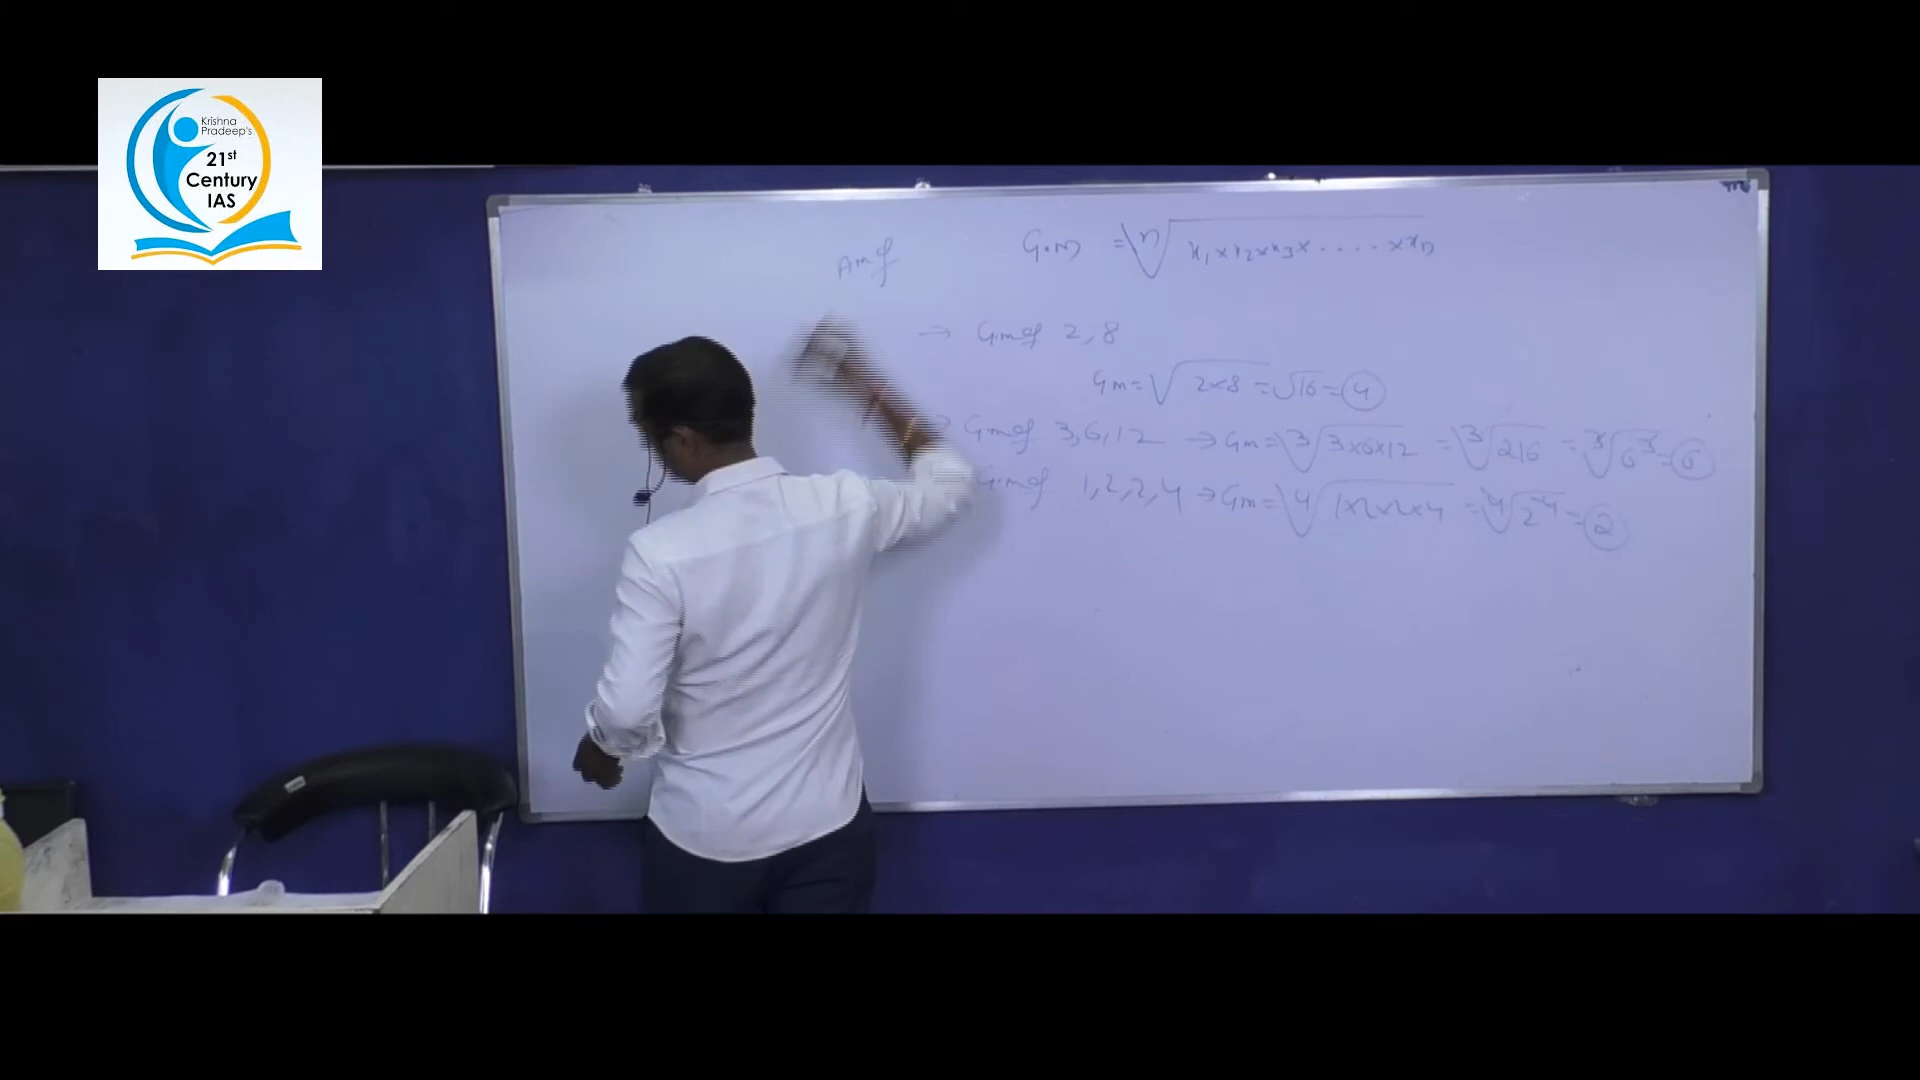 Krishna
Pradeep's
21st
Century
IAS
A.m of
G.M = ⁿ√x₁×x₂×x₃×.....×xₙ
→ G.m of 2, 8
Gm = √2×8 = √16 = 4
→ G.m of 3, 6, 12 → Gm = ³√3×6×12 = ³√216 = ³√6³ = 6
G.m of 1, 2, 2, 4 → Gm = ⁴√1×2×2×4 = ⁴√2⁴ = 2